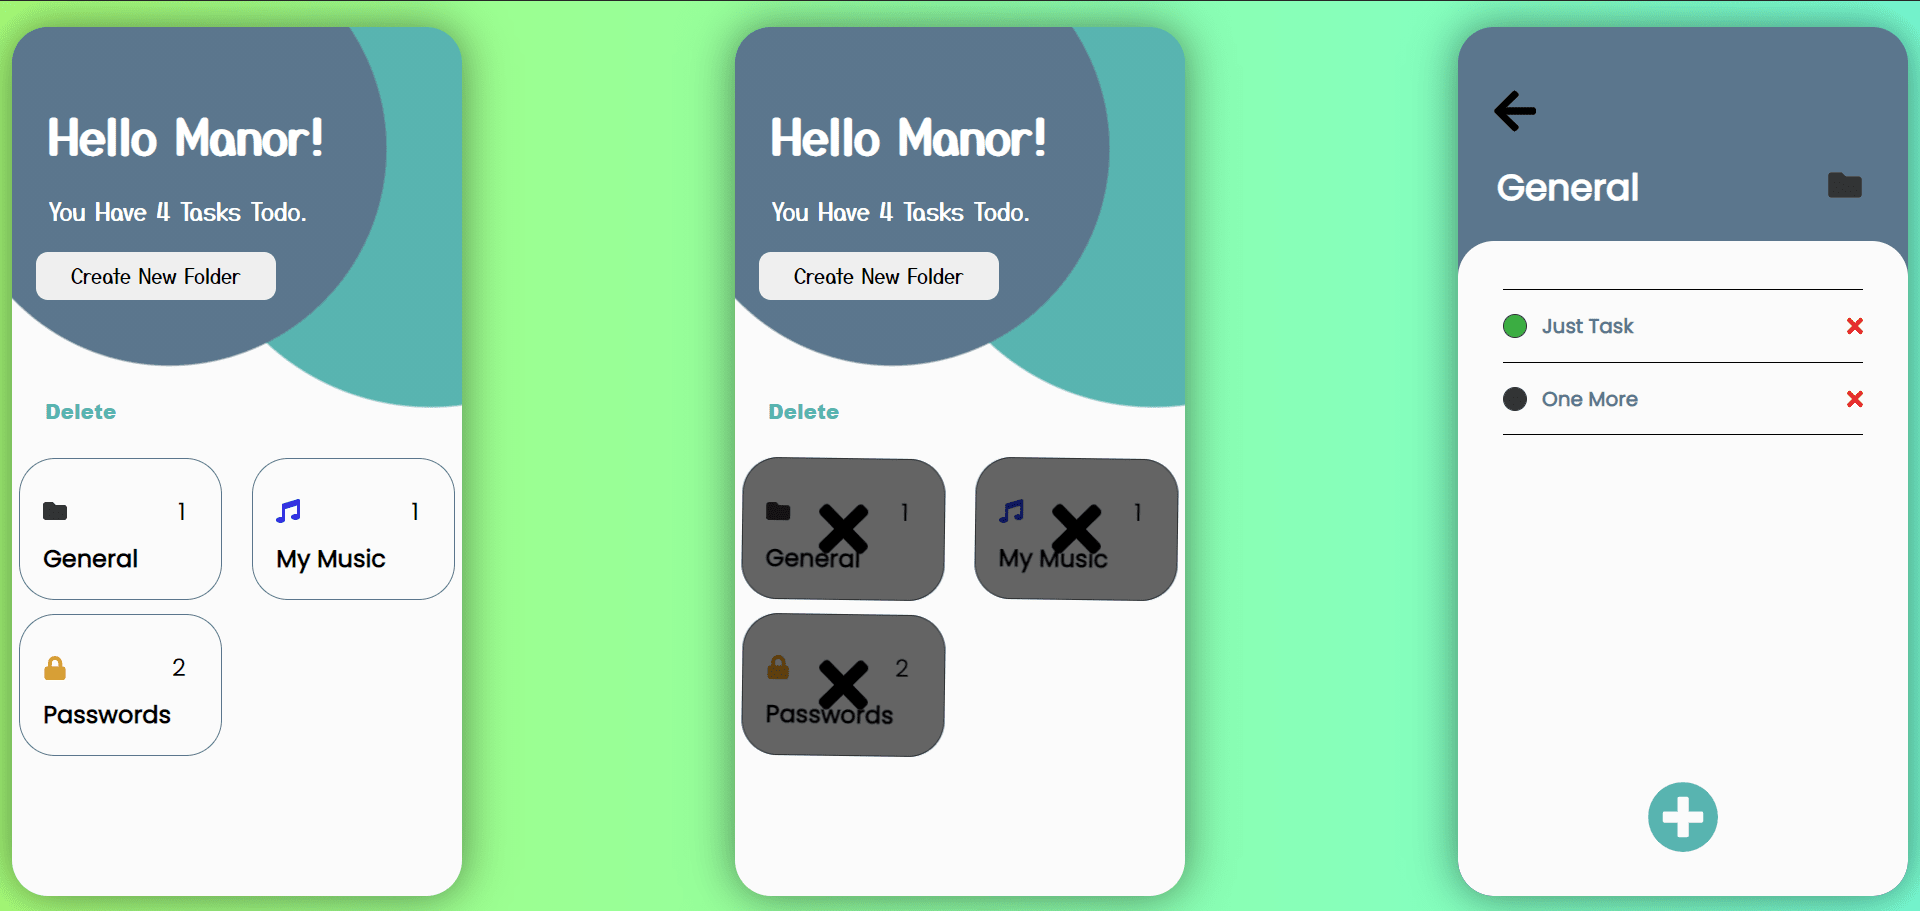 Hello Manor!
You Have 4 Tasks Todo.
Create New Folder
Delete
1
General
1
My Music
2
Passwords
Hello Manor!
You Have 4 Tasks Todo.
Create New Folder
Delete
1
General
1
My Music
2
Passwords
General
Just Task
One More